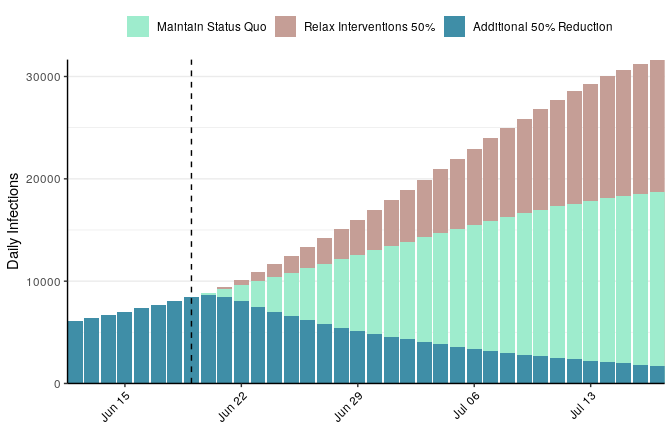 Maintain Status Quo Relax Interventions 50% Additional 50% Reduction
Daily Infections
30000
20000
10000
0
Jun 15 Jun 22 Jun 29 Jul 06 Jul 13